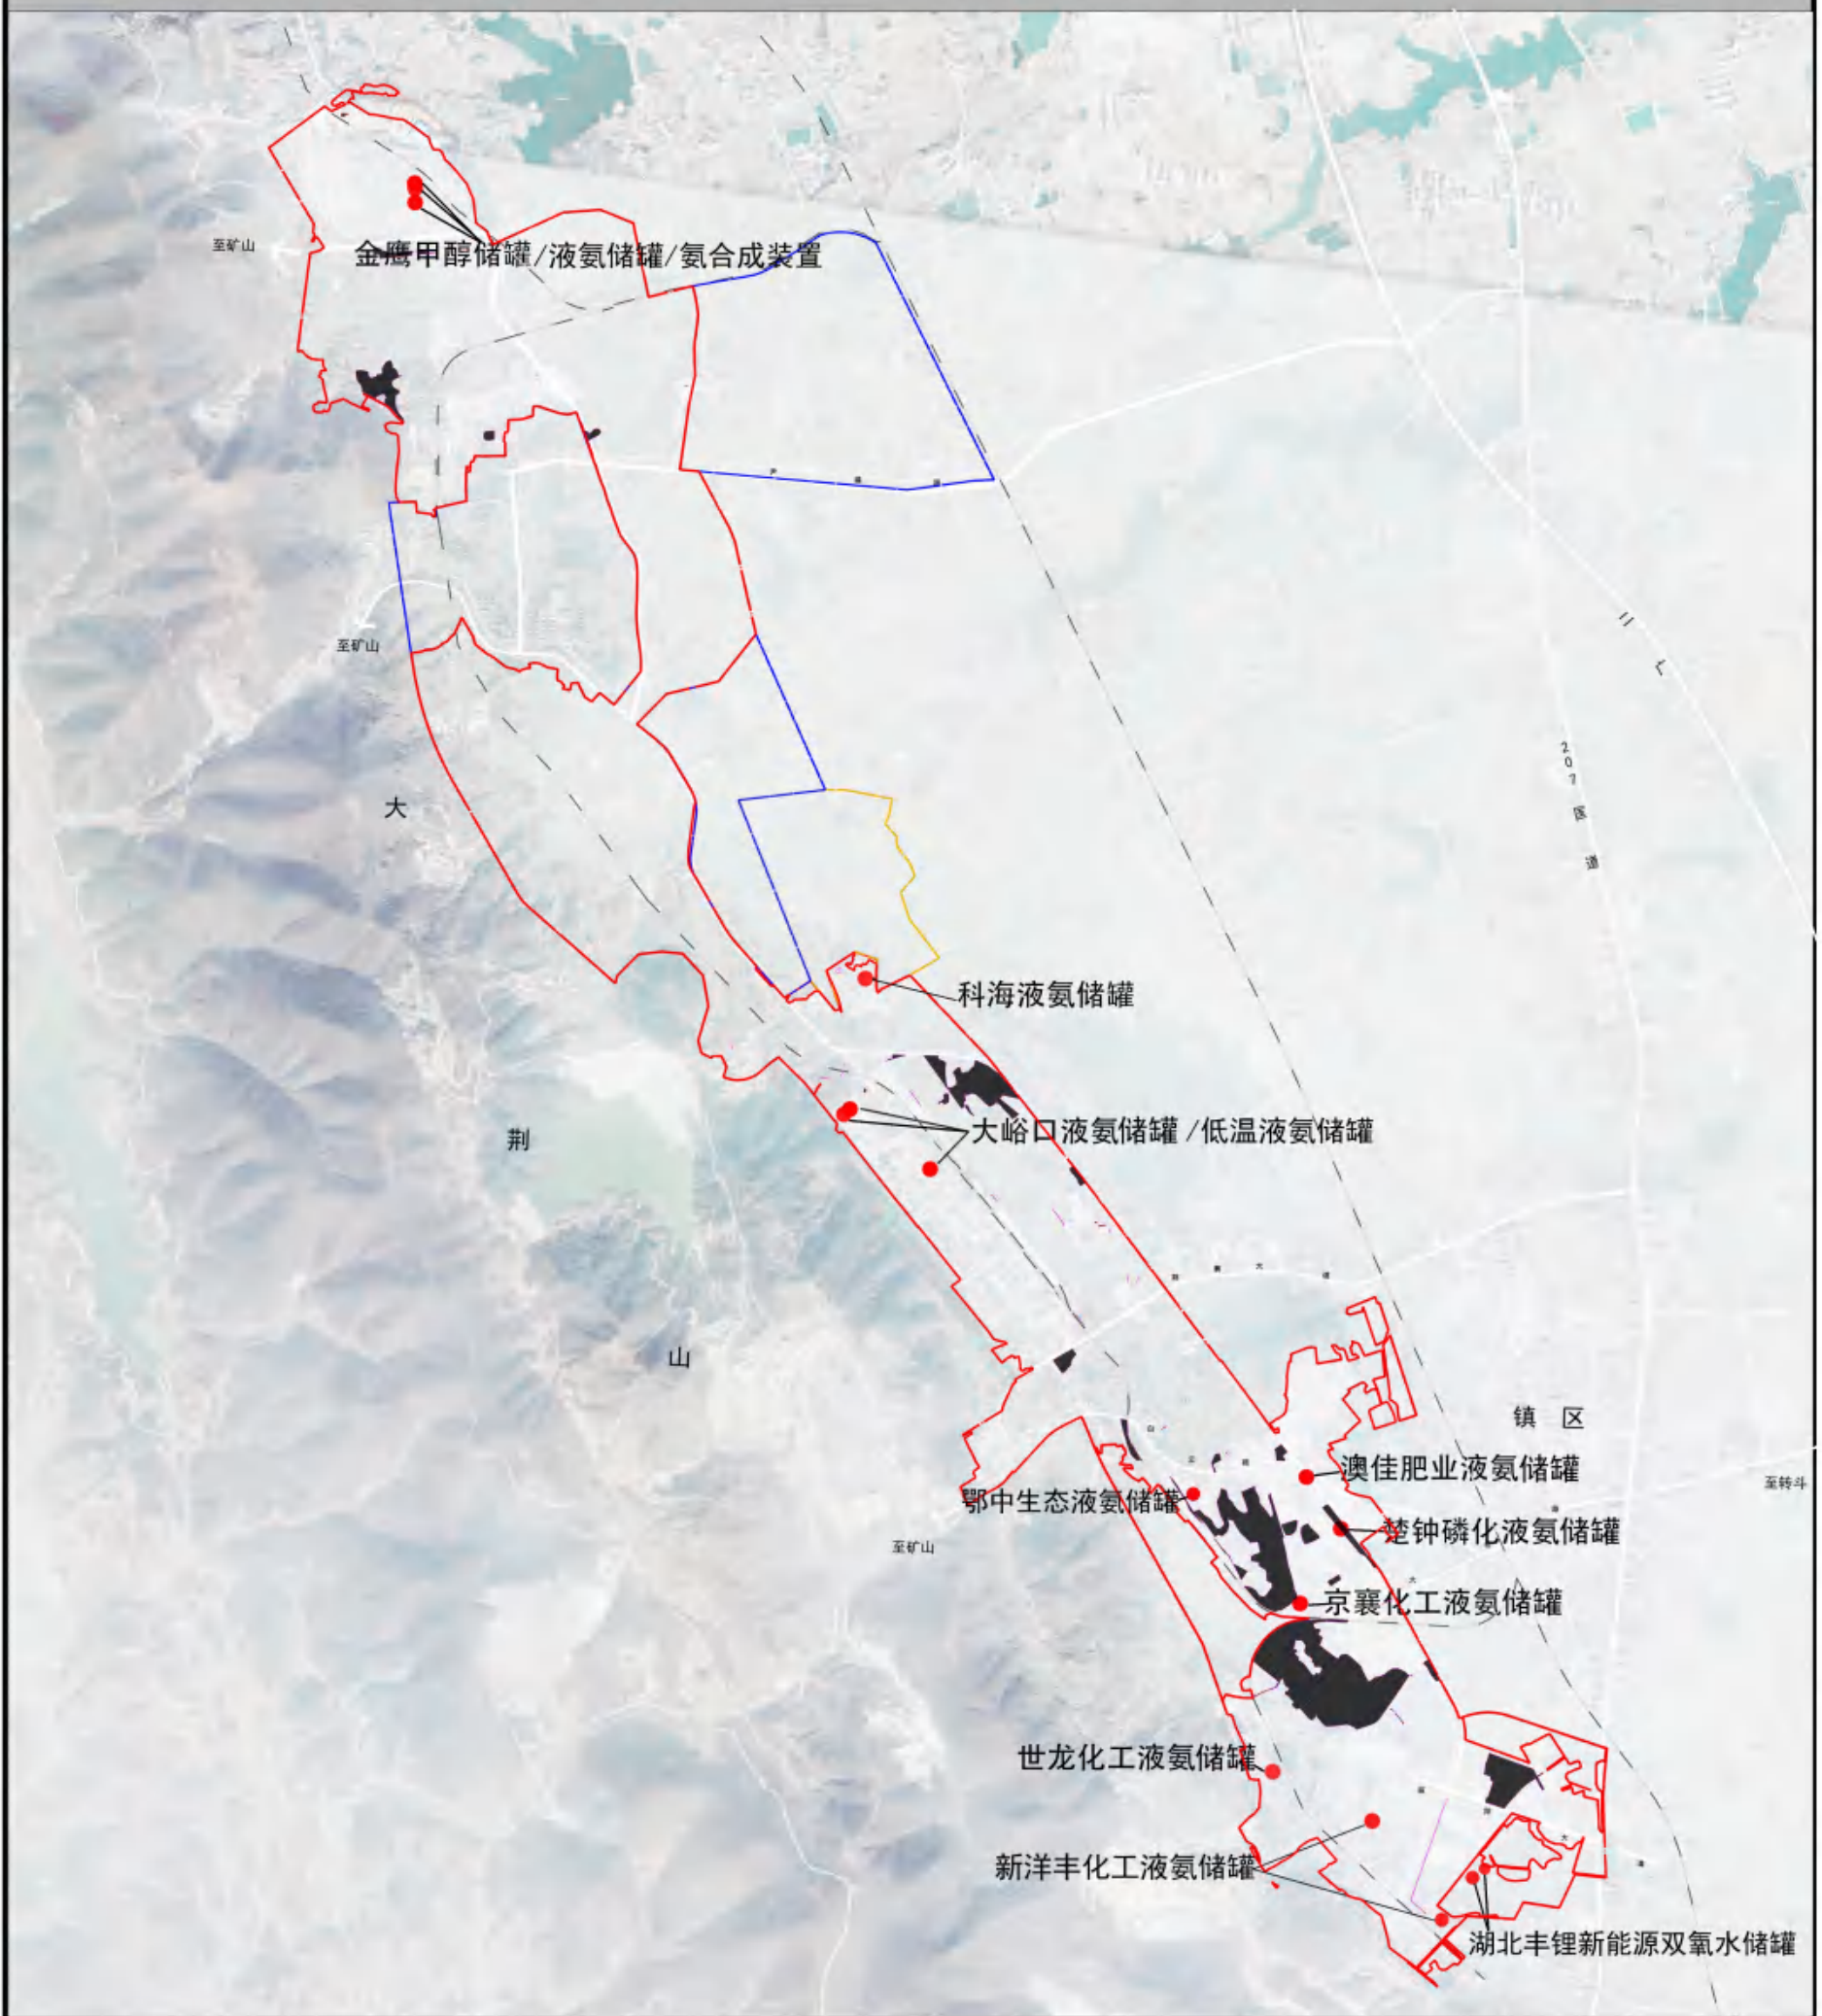 至矿山
金鹰甲醇储罐/液氨储罐/氨合成装置
至矿山
207国道
大
科海液氨储罐
大峪口液氨储罐/低温液氨储罐
荆
山
镇 区
澳佳肥业液氨储罐
至转斗
鄂中生态液氨储罐
楚钟磷化液氨储罐
至矿山
京襄化工液氨储罐
世龙化工液氨储罐
新洋丰化工液氨储罐
湖北丰锂新能源双氧水储罐